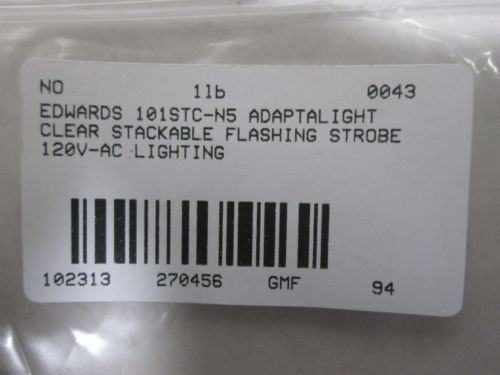 NO 1lb 0043
EDWARDS 101STC-N5 ADAPTALIGHT
CLEAR STACKABLE FLASHING STROBE
120V-AC LIGHTING
102313 270456 GMF 94